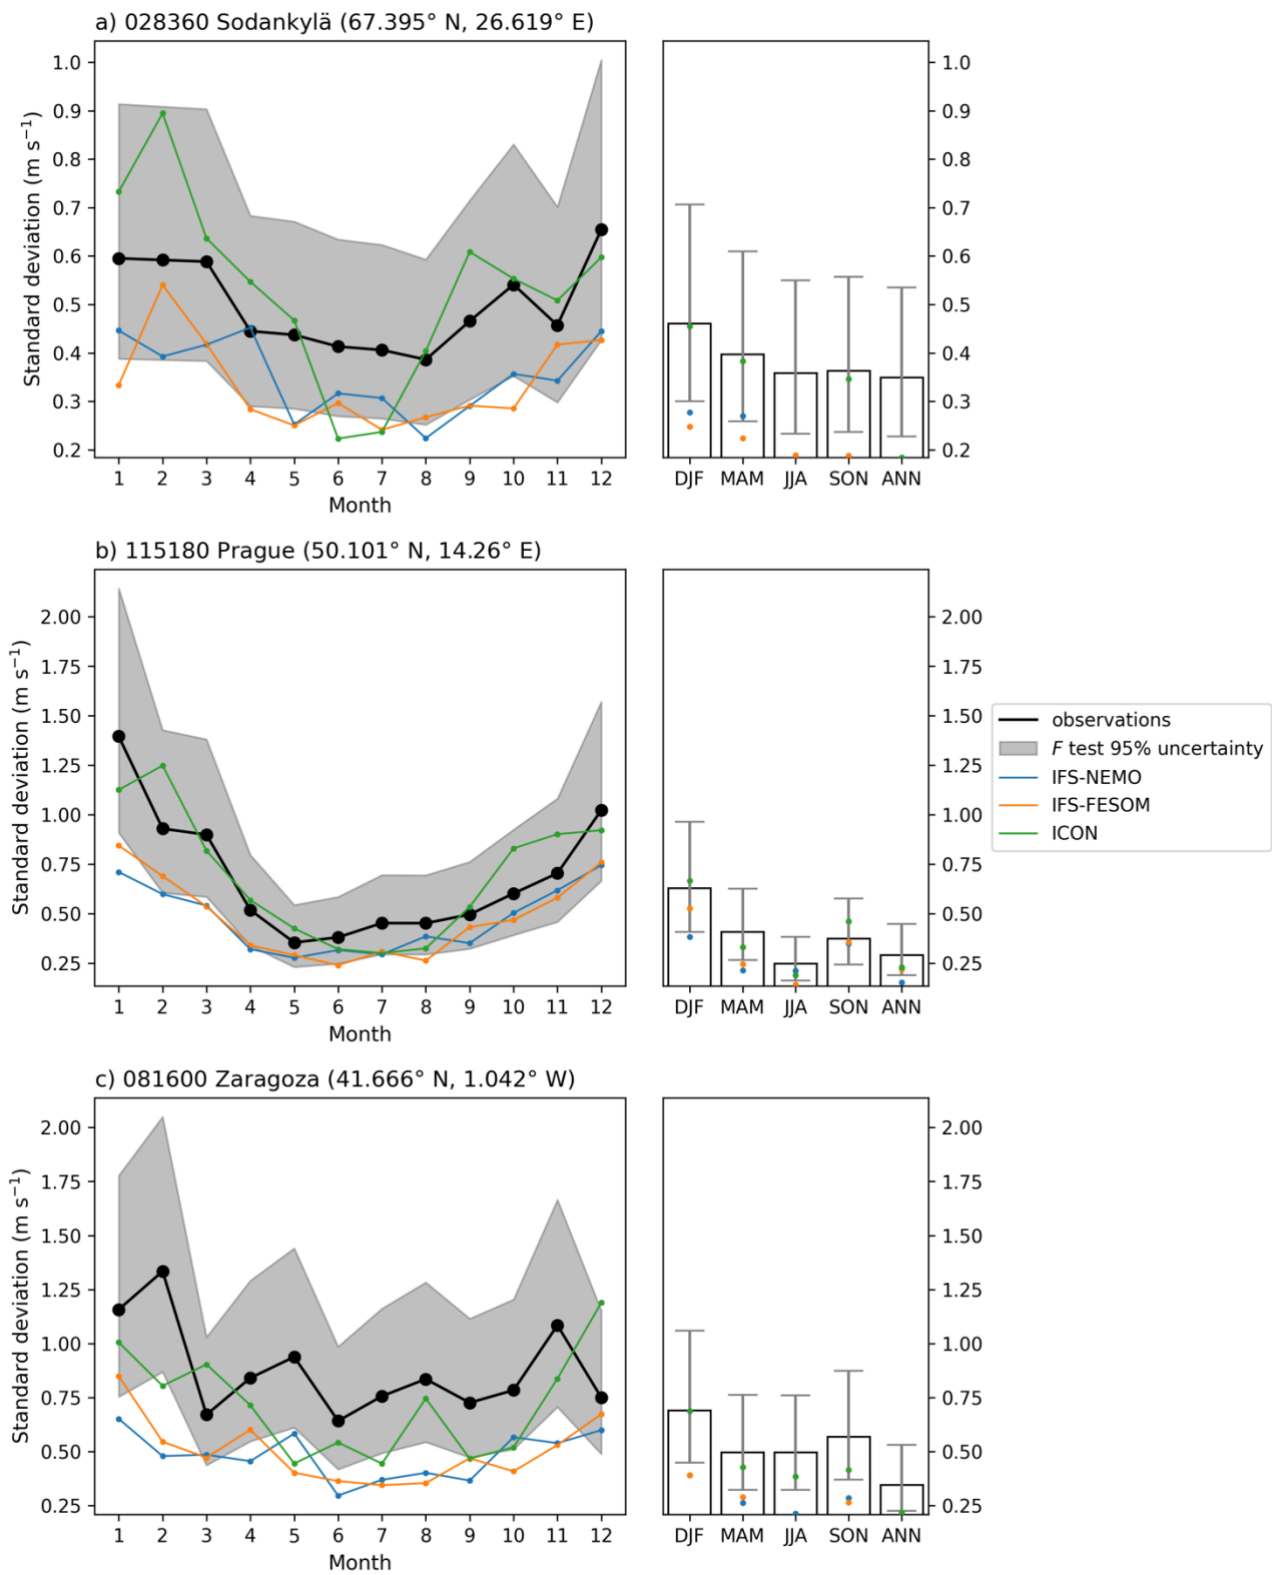 a) 028360 Sodankylä (67.395° N, 26.619° E)
Standard deviation (m s⁻¹)
1.0
0.9
0.8
0.7
0.6
0.5
0.4
0.3
0.2
1 2 3 4 5 6 7 8 9 10 11 12
Month
DJF MAM JJA SON ANN
1.0
0.9
0.8
0.7
0.6
0.5
0.4
0.3
0.2
b) 115180 Prague (50.101° N, 14.26° E)
Standard deviation (m s⁻¹)
2.00
1.75
1.50
1.25
1.00
0.75
0.50
0.25
1 2 3 4 5 6 7 8 9 10 11 12
Month
DJF MAM JJA SON ANN
2.00
1.75
1.50
1.25
1.00
0.75
0.50
0.25
observations
F test 95% uncertainty
IFS-NEMO
IFS-FESOM
ICON
c) 081600 Zaragoza (41.666° N, 1.042° W)
Standard deviation (m s⁻¹)
2.00
1.75
1.50
1.25
1.00
0.75
0.50
0.25
1 2 3 4 5 6 7 8 9 10 11 12
Month
DJF MAM JJA SON ANN
2.00
1.75
1.50
1.25
1.00
0.75
0.50
0.25